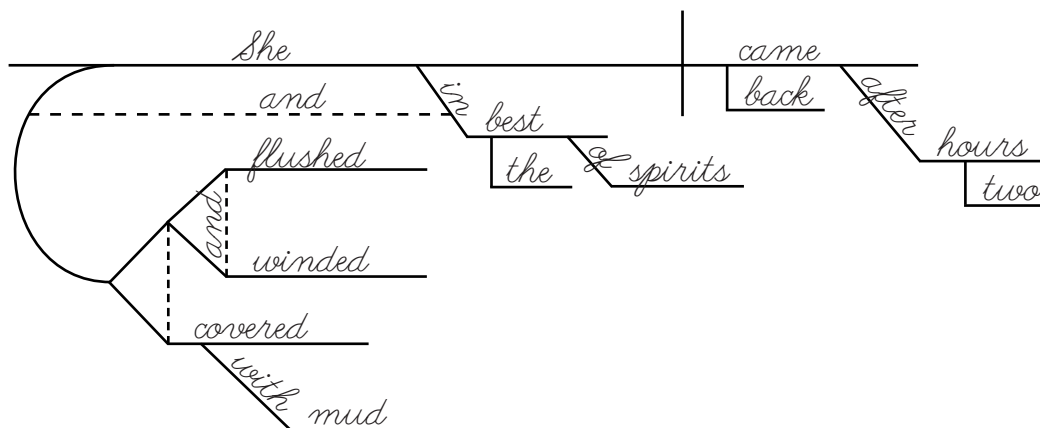 She came
and in back after
best
flushed the of spirits hours
and two
winded
covered
with mud